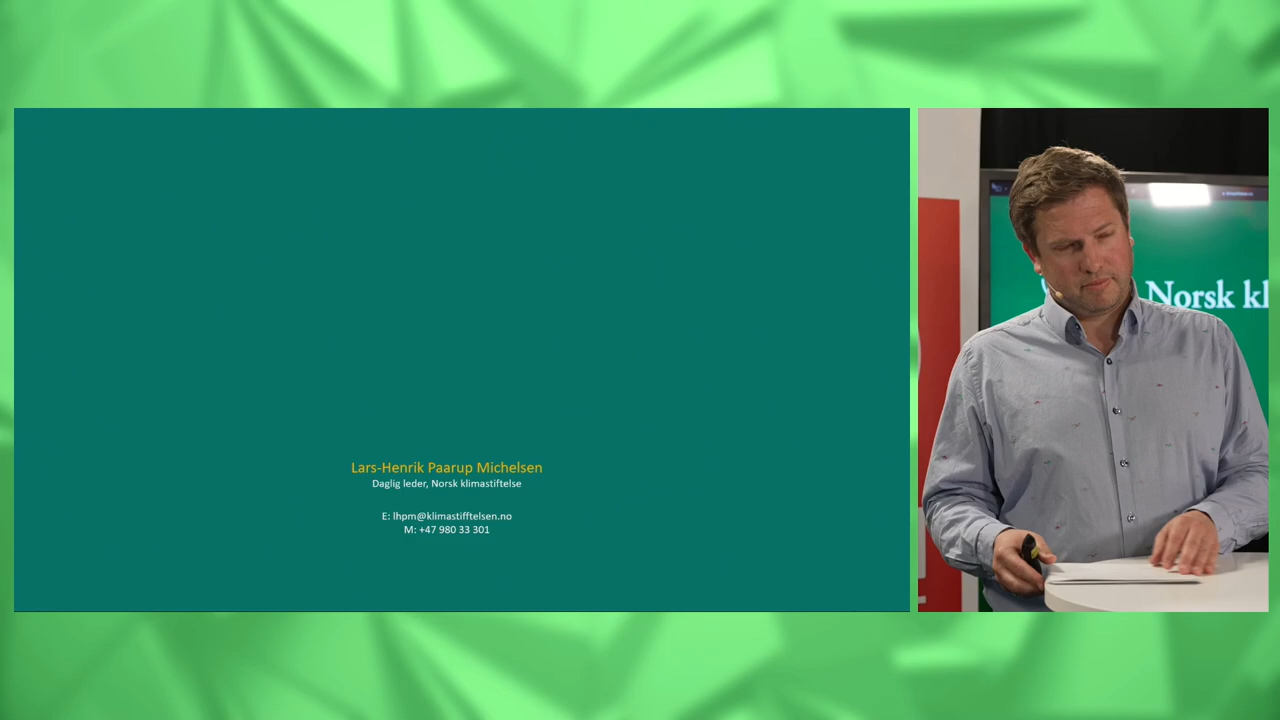 Lars-Henrik Paarup Michelsen
Daglig leder, Norsk klimastiftelse
E: lhpm@klimastifftelsen.no
M: +47 980 33 301
Norsk kl